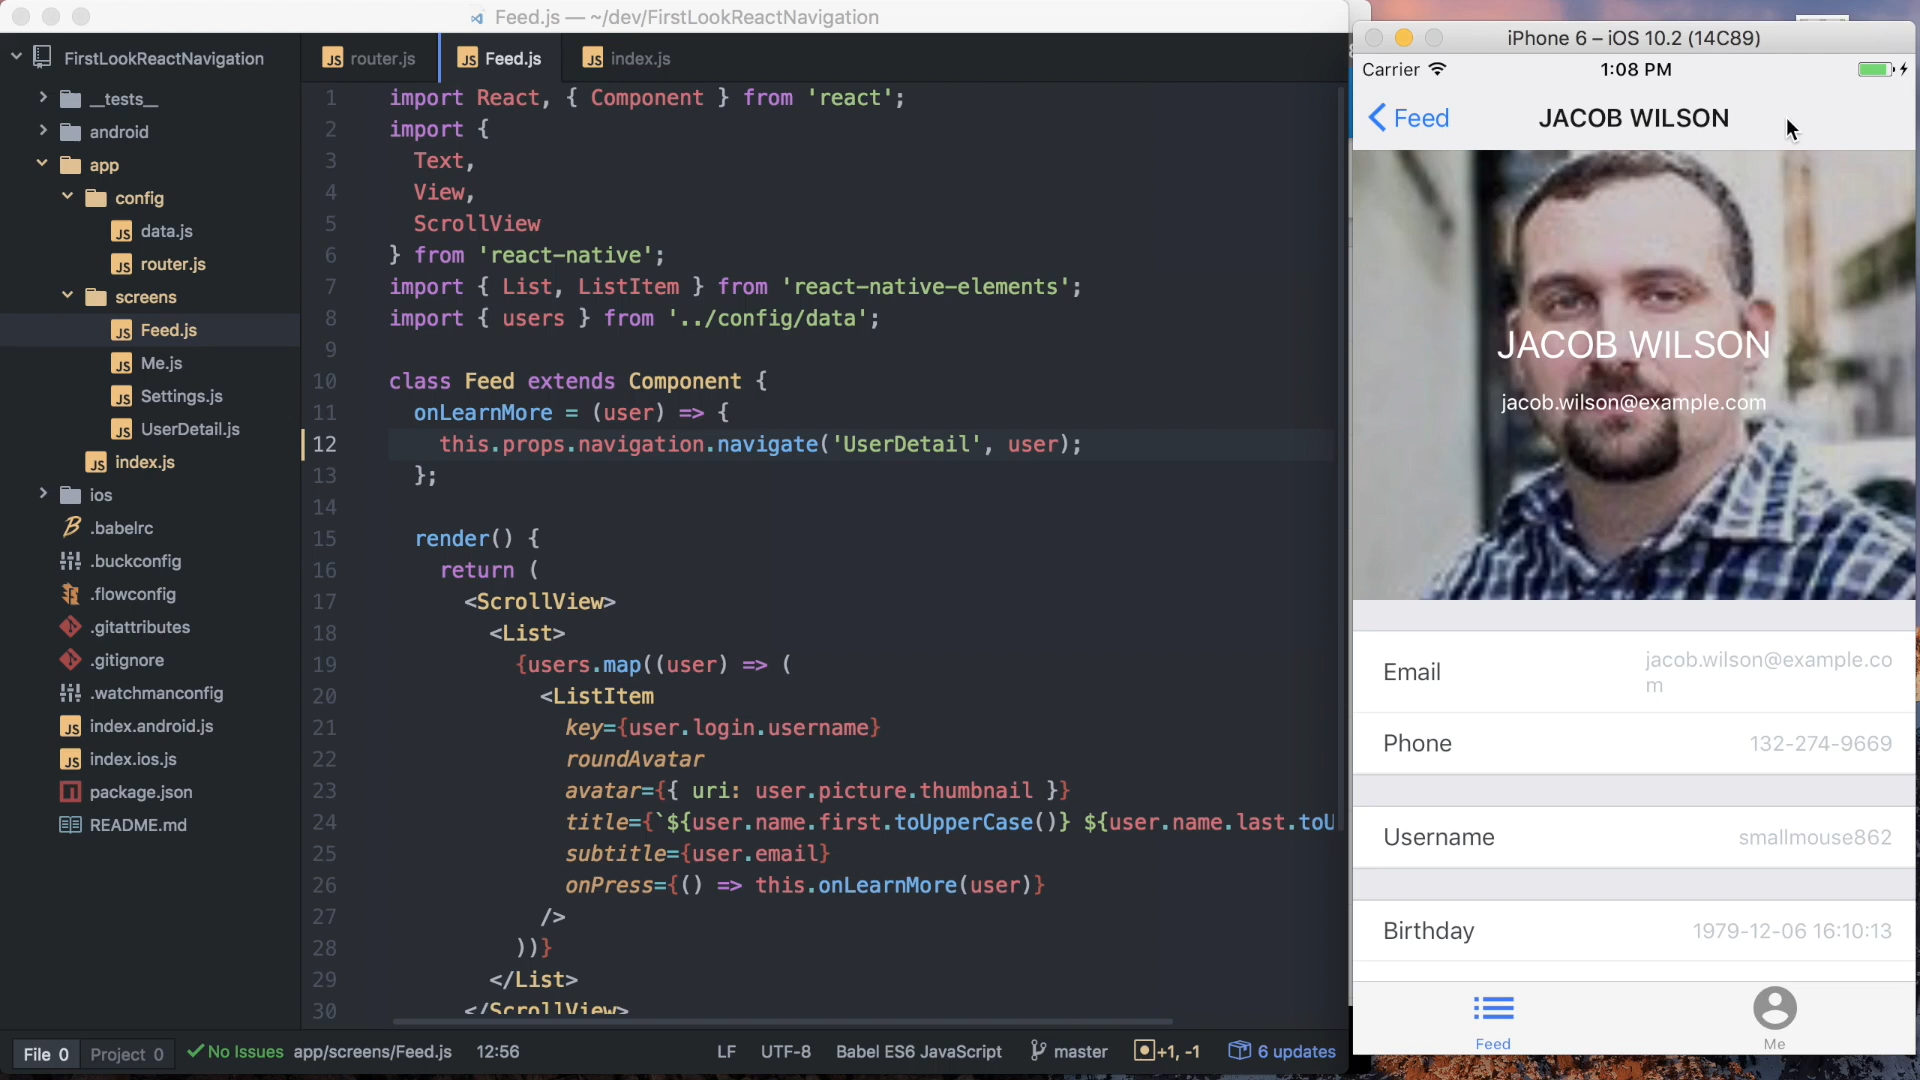 Feed.js — ~/dev/FirstLookReactNavigation
FirstLookReactNavigation
__tests__
android
app
config
data.js
router.js
screens
Feed.js
Me.js
Settings.js
UserDetail.js
index.js
ios
.babelrc
.buckconfig
.flowconfig
.gitattributes
.gitignore
.watchmanconfig
index.android.js
index.ios.js
package.json
README.md
router.js
Feed.js
index.js
1 import React, { Component } from 'react';
2 import {
3 Text,
4 View,
5 ScrollView
6 } from 'react-native';
7 import { List, ListItem } from 'react-native-elements';
8 import { users } from '../config/data';
9
10 class Feed extends Component {
11 onLearnMore = (user) => {
12 this.props.navigation.navigate('UserDetail', user);
13 };
14
15 render() {
16 return (
17 <ScrollView>
18 <List>
19 {users.map((user) => (
20 <ListItem
21 key={user.login.username}
22 roundAvatar
23 avatar={{ uri: user.picture.thumbnail }}
24 title={`${user.name.first.toUpperCase()} ${user.name.last.toU
25 subtitle={user.email}
26 onPress={() => this.onLearnMore(user)}
27 />
28 ))}
29 </List>
30 </ScrollView>
File 0 Project 0 No Issues app/screens/Feed.js 12:56 LF UTF-8 Babel ES6 JavaScript master +1, -1 6 updates
iPhone 6 – iOS 10.2 (14C89)
Carrier 1:08 PM
Feed JACOB WILSON
JACOB WILSON
jacob.wilson@example.com
Email jacob.wilson@example.co
m
Phone 132-274-9669
Username smallmouse862
Birthday 1979-12-06 16:10:13
Feed Me